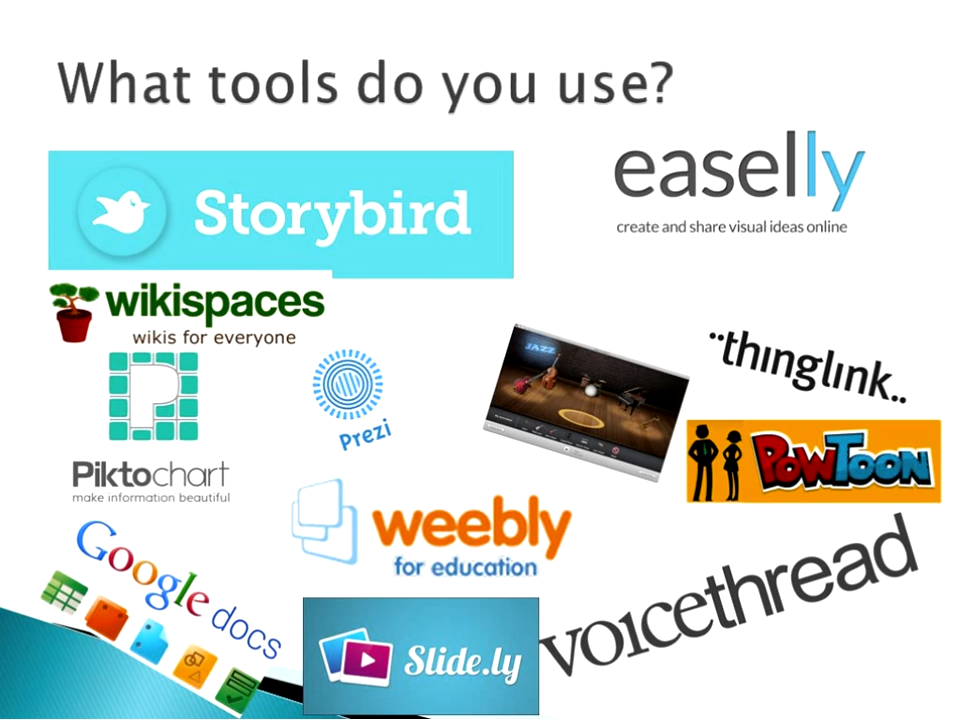 What tools do you use?
Storybird
easelly
create and share visual ideas online
wikispaces
wikis for everyone
JAZZ
¨thinglink..
Prezi
PowToon
Piktochart
make information beautiful
weebly
for education
voicethread
Google docs
Slide.ly